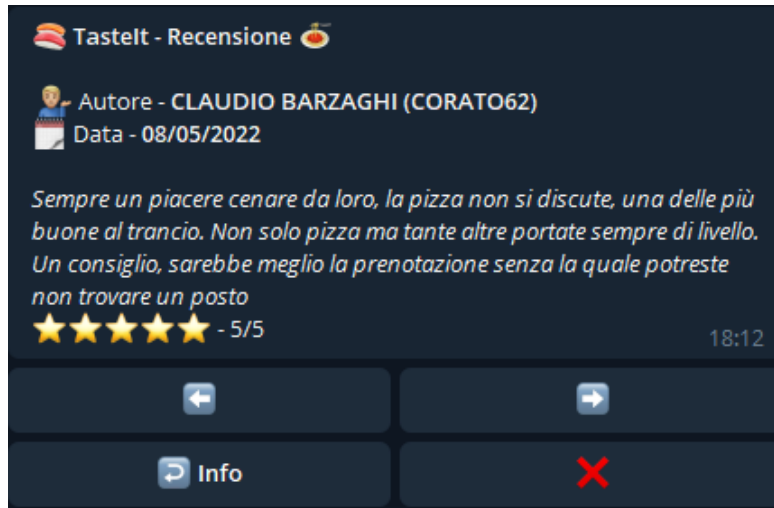 🍣 TasteIt - Recensione 🍝
💁🏼‍♂️ Autore - CLAUDIO BARZAGHI (CORATO62)
🗓 Data - 08/05/2022
Sempre un piacere cenare da loro, la pizza non si discute, una delle più
buone al trancio. Non solo pizza ma tante altre portate sempre di livello.
Un consiglio, sarebbe meglio la prenotazione senza la quale potreste
non trovare un posto
⭐⭐⭐⭐⭐ - 5/5
18:12
⬅️ ➡️
↩️ Info ❌